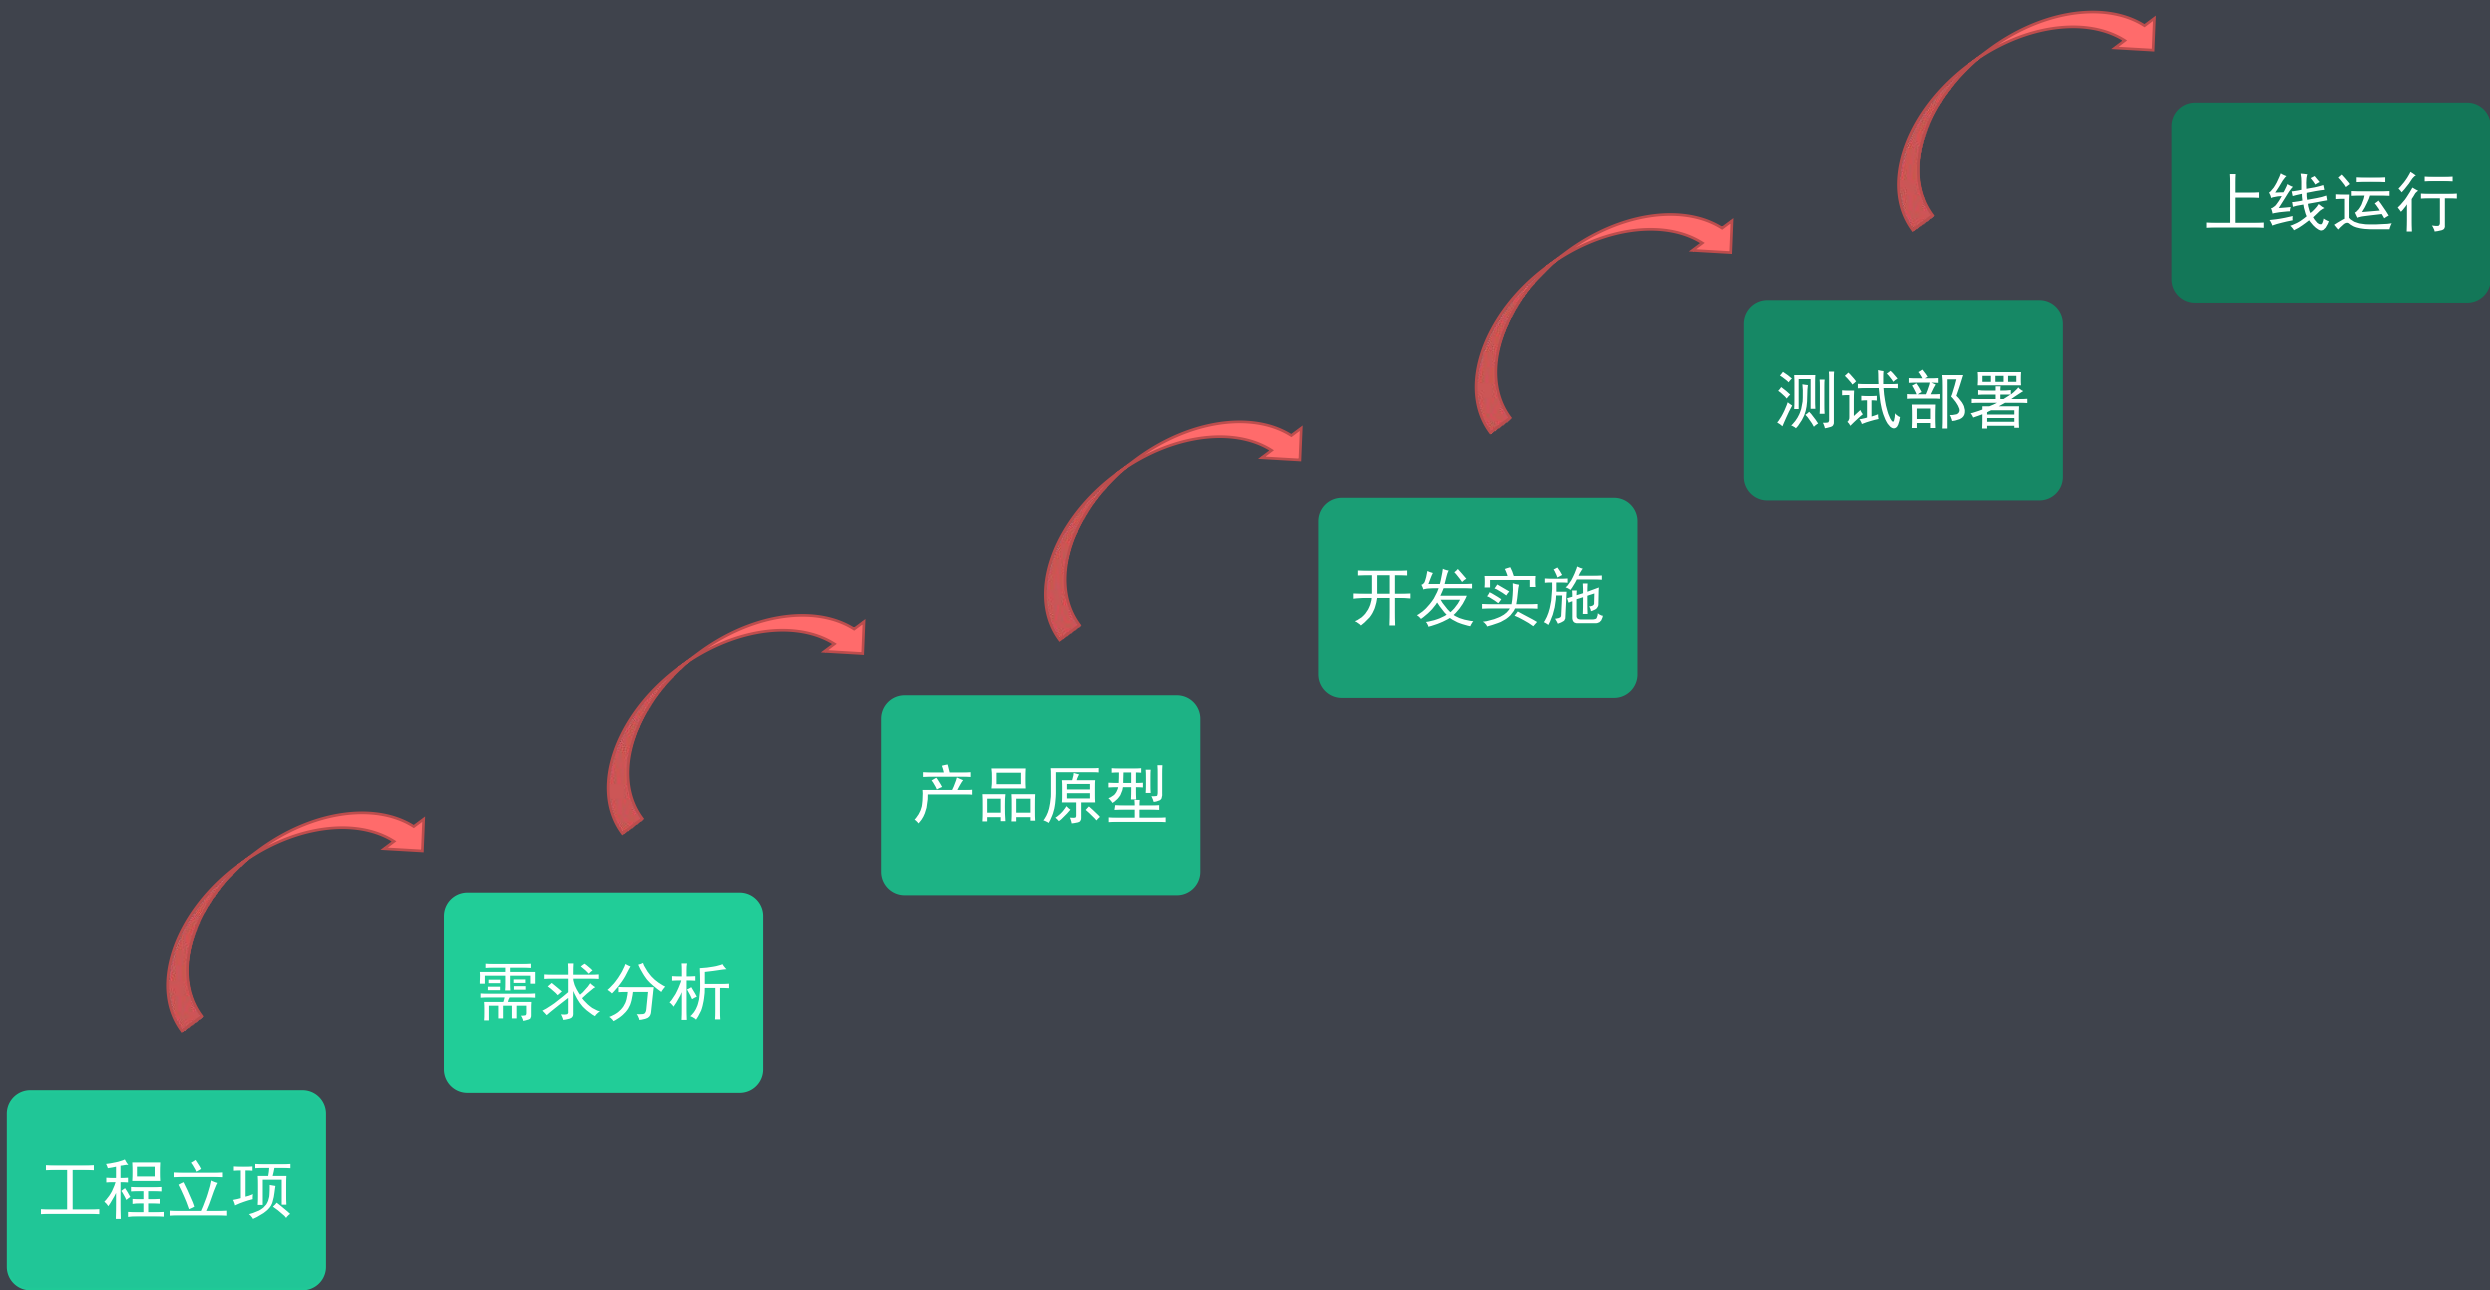 工程立项
需求分析
产品原型
开发实施
测试部署
上线运行